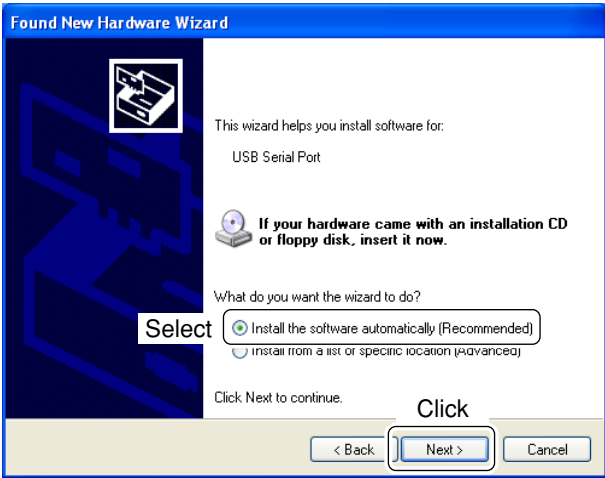 Found New Hardware Wizard
This wizard helps you install software for:
USB Serial Port
If your hardware came with an installation CD
or floppy disk, insert it now.
What do you want the wizard to do?
Select Install the software automatically (Recommended)
Install from a list or specific location (Advanced)
Click Next to continue.
Click
< Back Next > Cancel